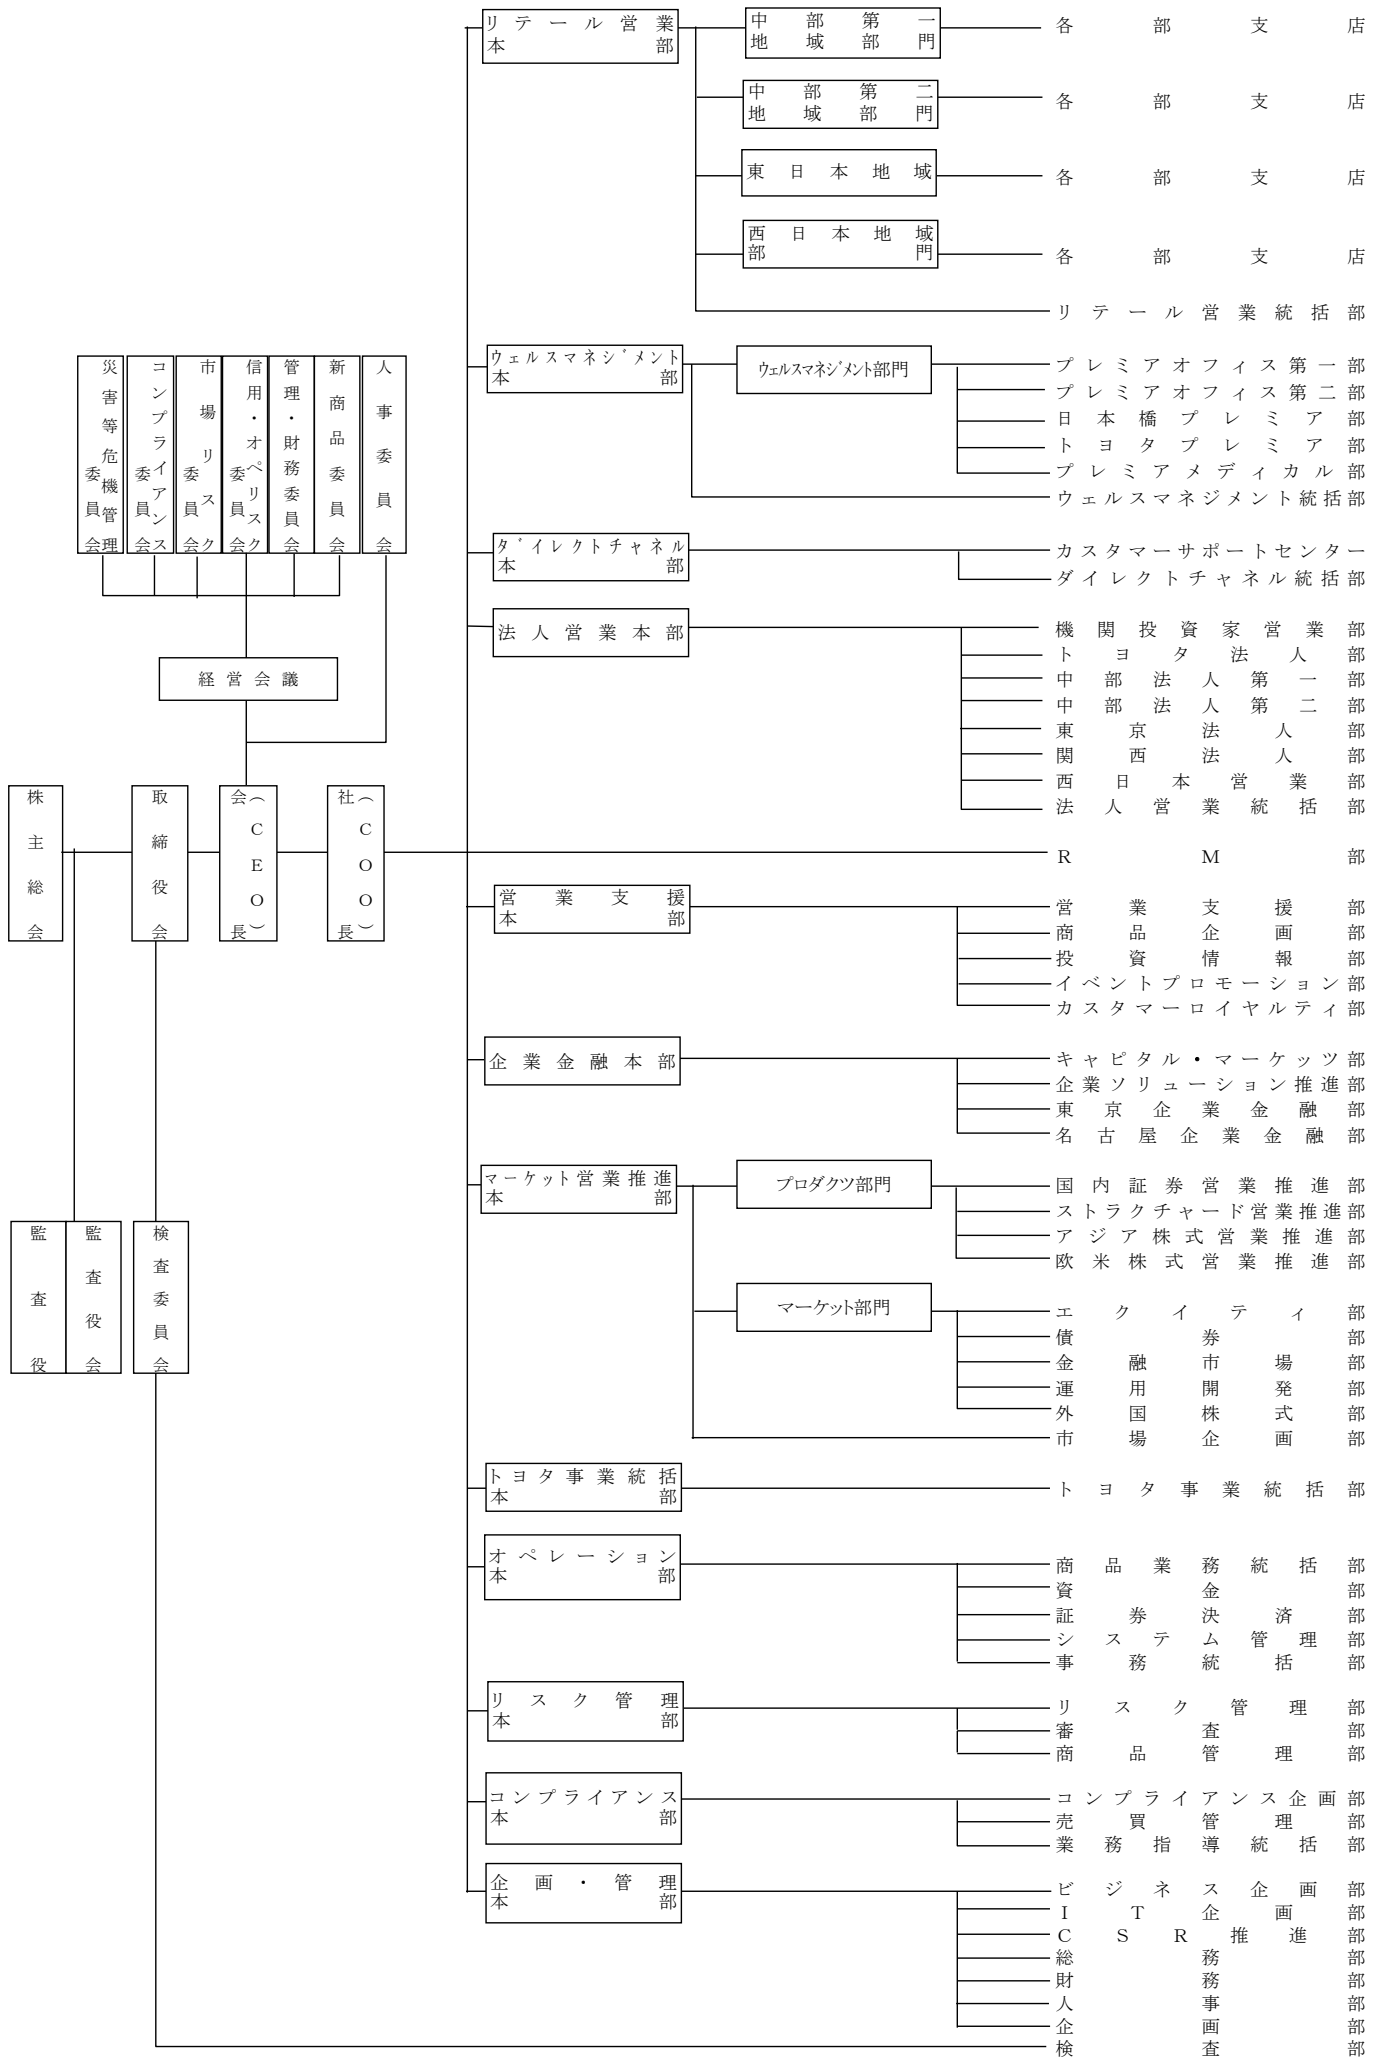 リテール営業
本部
中部第一
地域部門
各部支店
中部第二
地域部門
各部支店
東日本地域
各部支店
西日本地域
部門
各部支店
リテール営業統括部
災害等危機管理
委員会
コンプライアンス
委員会
市場リスク
委員会
信用・オペリスク
委員会
管理・財務委員会
新商品委員会
人事委員会
経営会議
ウェルスマネジメント
本部
ウェルスマネジメント部門
プレミアオフィス第一部
プレミアオフィス第二部
日本橋プレミア部
トヨタプレミア部
プレミアメディカル部
ウェルスマネジメント統括部
ダイレクトチャネル
本部
カスタマーサポートセンター
ダイレクトチャネル統括部
法人営業本部
機関投資家営業部
トヨタ法人部
中部法人第一部
中部法人第二部
東京法人部
関西法人部
西日本営業部
法人営業統括部
株主総会
取締役会
会長
（CEO）
社長
（COO）
RM部
営業支援
本部
営業支援部
商品企画部
投資情報部
イベントプロモーション部
カスタマーロイヤルティ部
企業金融本部
キャピタル・マーケッツ部
企業ソリューション推進部
東京企業金融部
名古屋企業金融部
監査役
監査役会
検査委員会
マーケット営業推進
本部
プロダクツ部門
国内証券営業推進部
ストラクチャード営業推進部
アジア株式営業推進部
欧米株式営業推進部
マーケット部門
エクイティ部
債券部
金融市場部
運用開発部
外国株式部
市場企画部
トヨタ事業統括
本部
トヨタ事業統括部
オペレーション
本部
商品業務統括部
資金部
証券決済部
システム管理部
事務統括部
リスク管理
本部
リスク管理部
審査部
商品管理部
コンプライアンス
本部
コンプライアンス企画部
売買管理部
業務指導統括部
企画・管理
本部
ビジネス企画部
IT企画部
CSR推進部
総務部
財務部
人事部
企画部
検査部